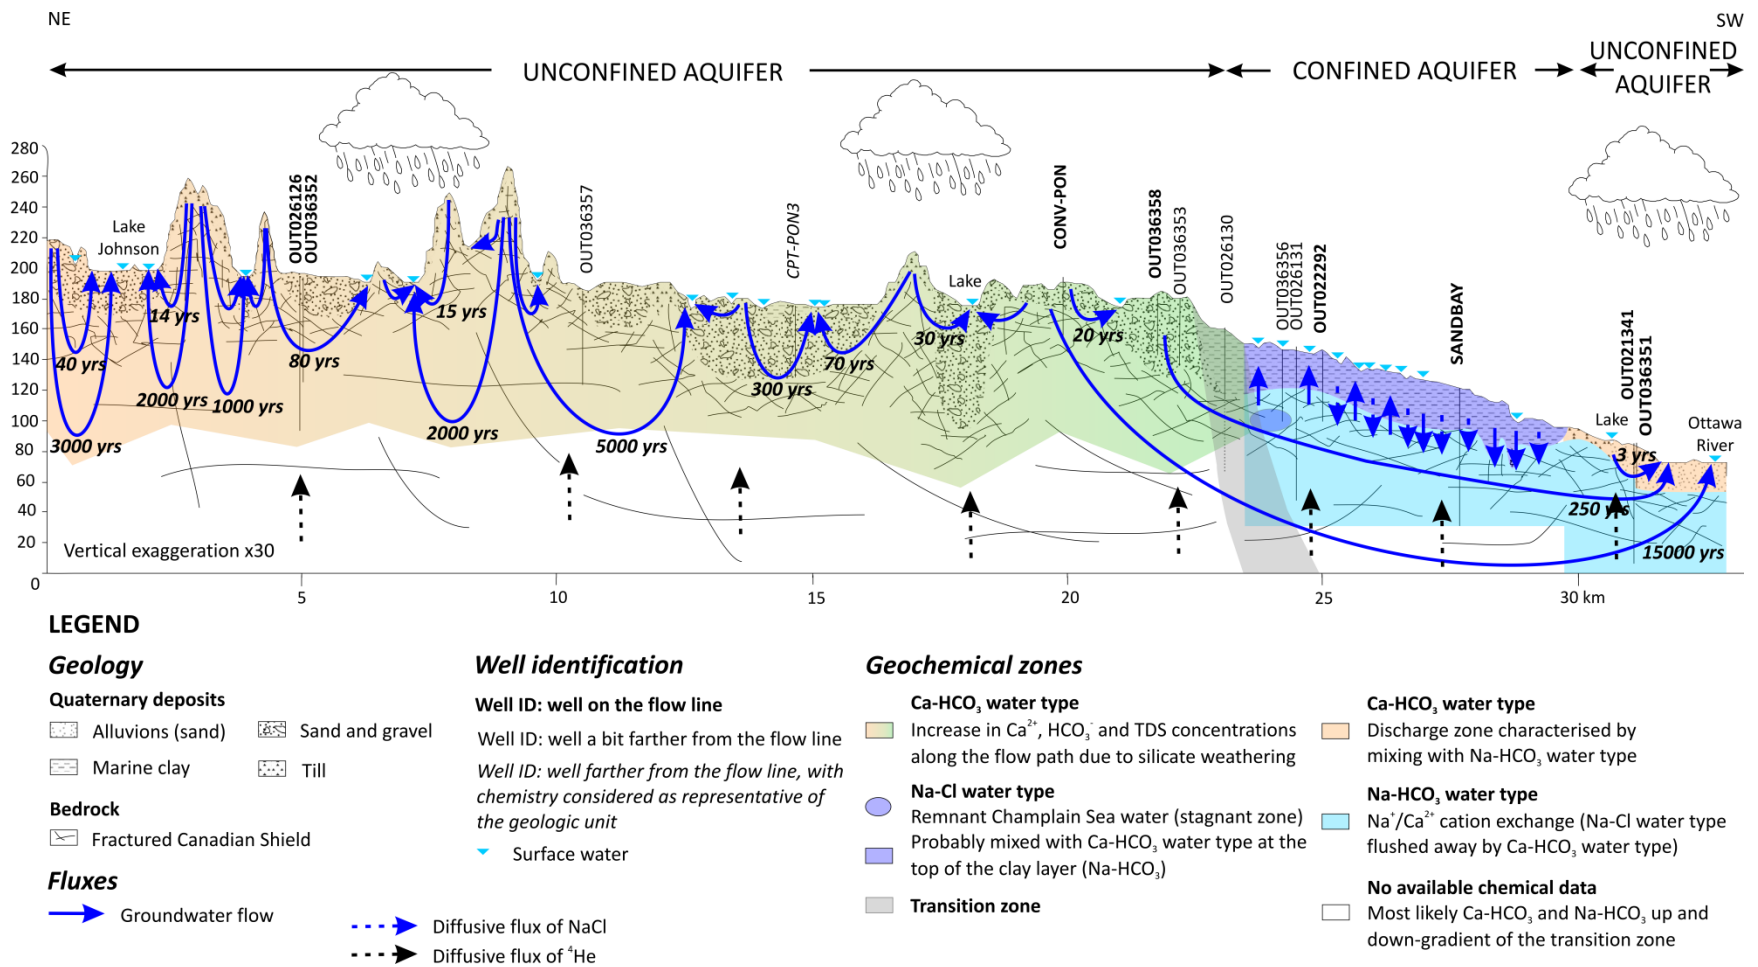 NE
SW
UNCONFINED AQUIFER
CONFINED AQUIFER
UNCONFINED
AQUIFER
280
260
240
220
200
180
160
140
120
100
80
60
40
20
0
Lake
Johnson
OUT026126
OUT036352
OUT036357
CPT-PON3
Lake
CONV-PON
OUT036358
OUT036353
OUT026130
OUT036356
OUT026131
OUT022292
SANDBAY
OUT021341
OUT036351
Lake
Ottawa
River
40 yrs
3000 yrs
14 yrs
2000 yrs
1000 yrs
80 yrs
15 yrs
2000 yrs
5000 yrs
300 yrs
70 yrs
30 yrs
20 yrs
3 yrs
250 yrs
15000 yrs
Vertical exaggeration x30
5
10
15
20
25
30 km
LEGEND
Geology
Quaternary deposits
Alluvions (sand)
Sand and gravel
Marine clay
Till
Bedrock
Fractured Canadian Shield
Fluxes
Groundwater flow
Diffusive flux of NaCl
Diffusive flux of ⁴He
Well identification
Well ID: well on the flow line
Well ID: well a bit farther from the flow line
Well ID: well farther from the flow line, with
chemistry considered as representative of
the geologic unit
Surface water
Geochemical zones
Ca-HCO₃ water type
Increase in Ca²⁺, HCO₃⁻ and TDS concentrations
along the flow path due to silicate weathering
Na-Cl water type
Remnant Champlain Sea water (stagnant zone)
Probably mixed with Ca-HCO₃ water type at the
top of the clay layer (Na-HCO₃)
Transition zone
Ca-HCO₃ water type
Discharge zone characterised by
mixing with Na-HCO₃ water type
Na-HCO₃ water type
Na⁺/Ca²⁺ cation exchange (Na-Cl water type
flushed away by Ca-HCO₃ water type)
No available chemical data
Most likely Ca-HCO₃ and Na-HCO₃ up and
down-gradient of the transition zone